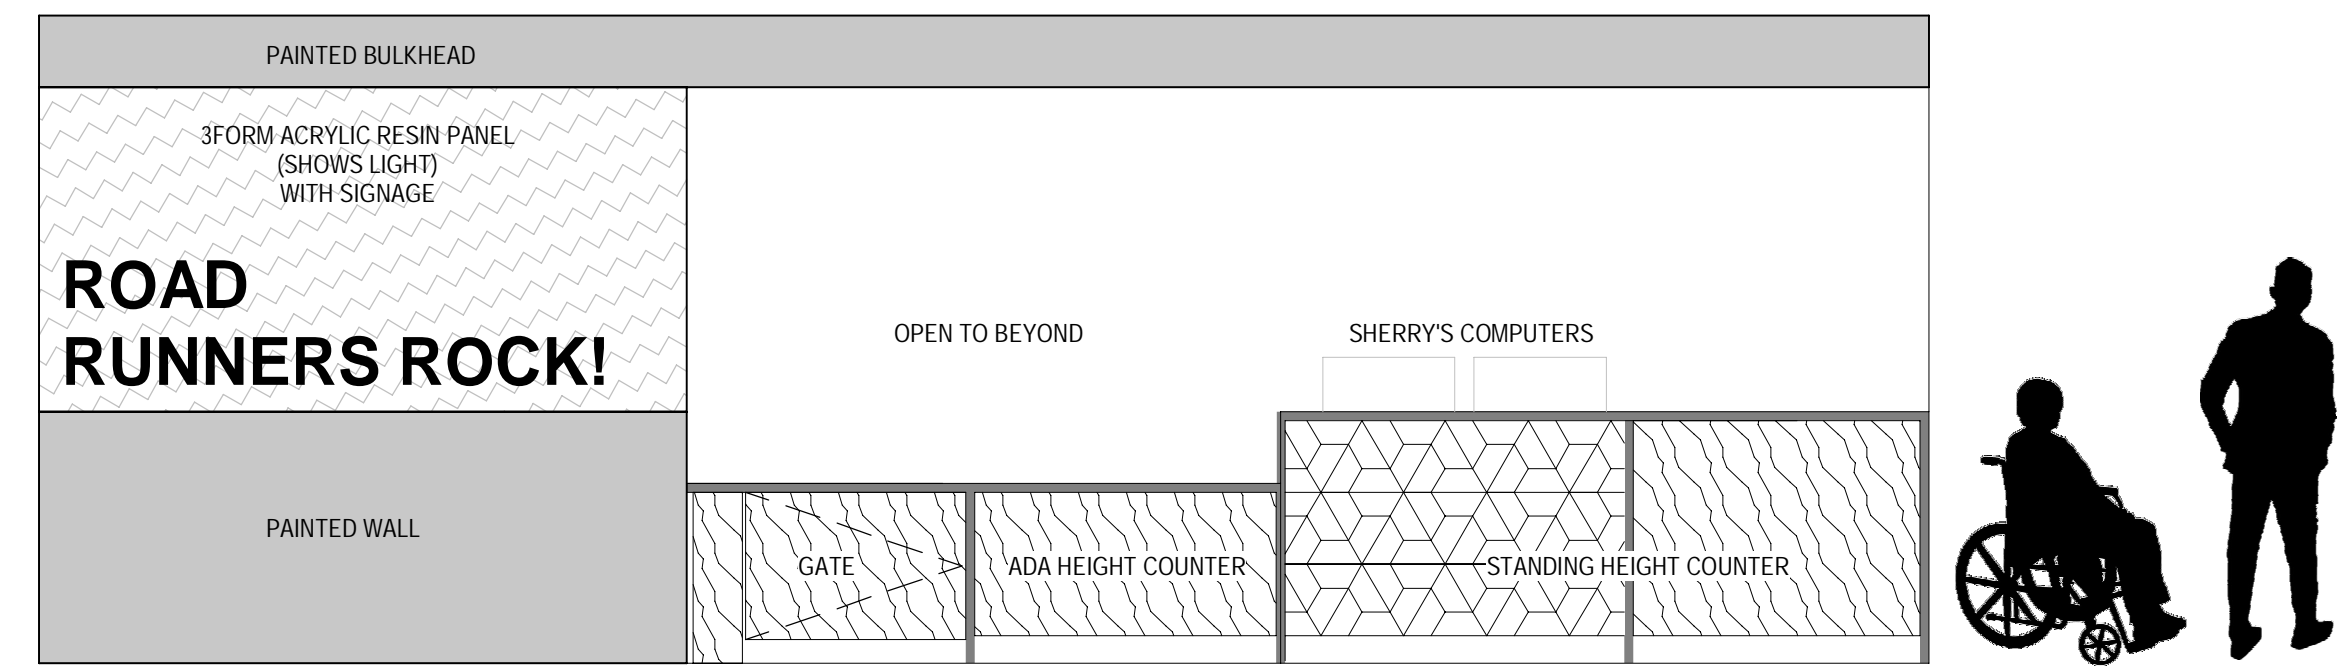 PAINTED BULKHEAD
3FORM ACRYLIC RESIN PANEL
(SHOWS LIGHT)
WITH SIGNAGE
ROAD
RUNNERS ROCK!
OPEN TO BEYOND
SHERRY'S COMPUTERS
PAINTED WALL
GATE
ADA HEIGHT COUNTER
STANDING HEIGHT COUNTER